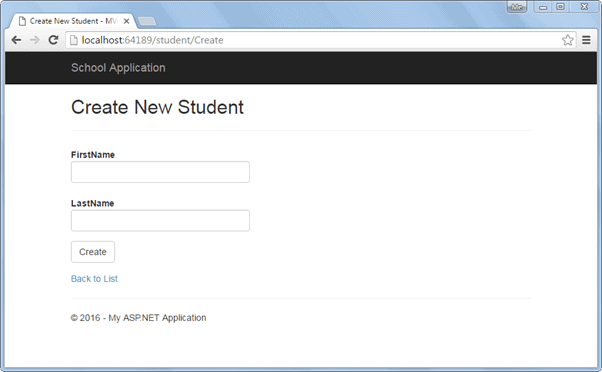 Me
Create New Student - MV
localhost:64189/student/Create
School Application
Create New Student
FirstName
LastName
Create
Back to List
© 2016 - My ASP.NET Application